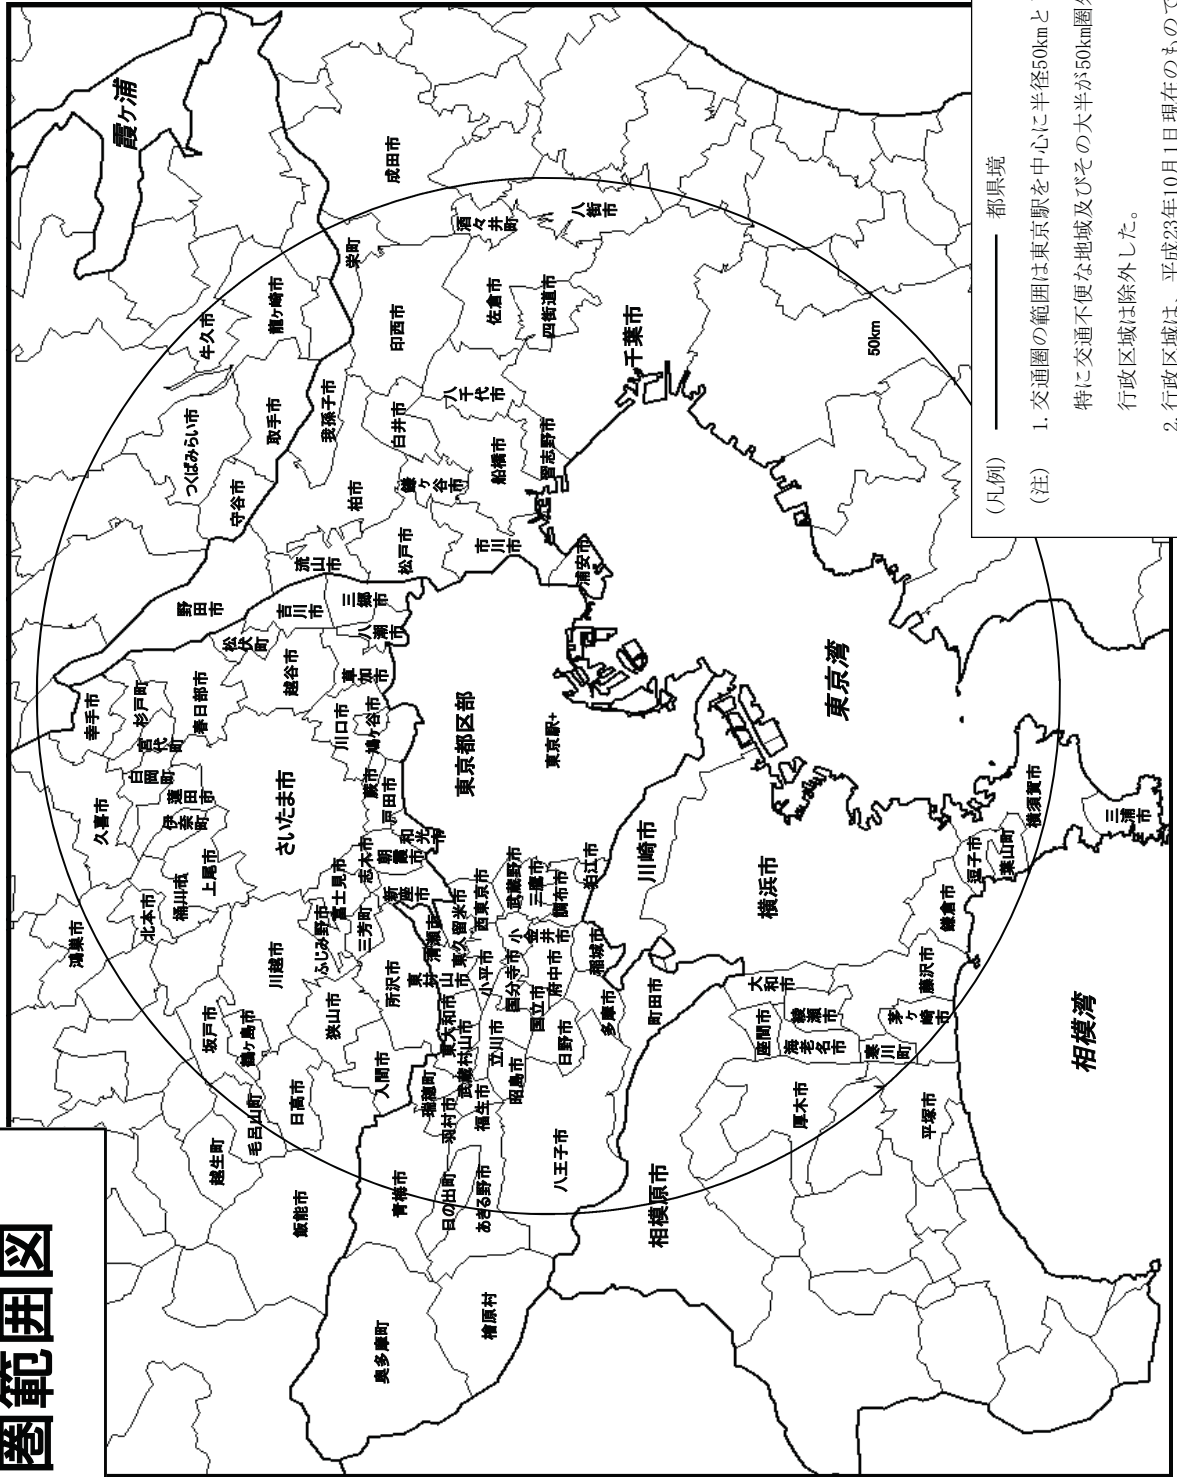 圏範囲図
霞ヶ浦
成田市
栄町
酒々井町
八街市
牛久市
龍ヶ崎市
印西市
佐倉市
四街道市
千葉市
50km
つくばみらい市
取手市
我孫子市
白井市
八千代市
船橋市
習志野市
守谷市
柏市
鎌ヶ谷市
流山市
松戸市
市川市
浦安市
野田市
吉川市
三郷市
松伏町
八潮市
越谷市
草加市
幸手市
杉戸町
春日部市
宮代町
川口市
鳩ヶ谷市
東京都区部
東京駅+
東京湾
久喜市
白岡町
蓮田市
伊奈町
さいたま市
蕨市
戸田市
上尾市
桶川市
北本市
鴻巣市
志木市
朝霞市
和光市
富士見市
新座市
ふじみ野市
三芳町
川越市
所沢市
清瀬市
東久留米市
西東京市
武蔵野市
三鷹市
調布市
狛江市
小金井市
川崎市
横浜市
東村山市
小平市
国分寺市
府中市
稲城市
坂戸市
鶴ヶ島市
狭山市
東大和市
武蔵村山市
立川市
国立市
日野市
多摩市
町田市
大和市
座間市
綾瀬市
海老名市
藤沢市
茅ヶ崎市
寒川町
鎌倉市
逗子市
葉山町
横須賀市
三浦市
相模湾
入間市
日高市
毛呂山町
越生町
飯能市
瑞穂町
羽村市
福生市
昭島市
八王子市
厚木市
平塚市
相模原市
青梅市
日の出町
あきる野市
奥多摩町
檜原村
(凡例)
都県境
(注)
1. 交通圏の範囲は東京駅を中心に半径50kmと
特に交通不便な地域及びその大半が50km圏
行政区域は除外した。
2. 行政区域は、平成23年10月1日現在のもので